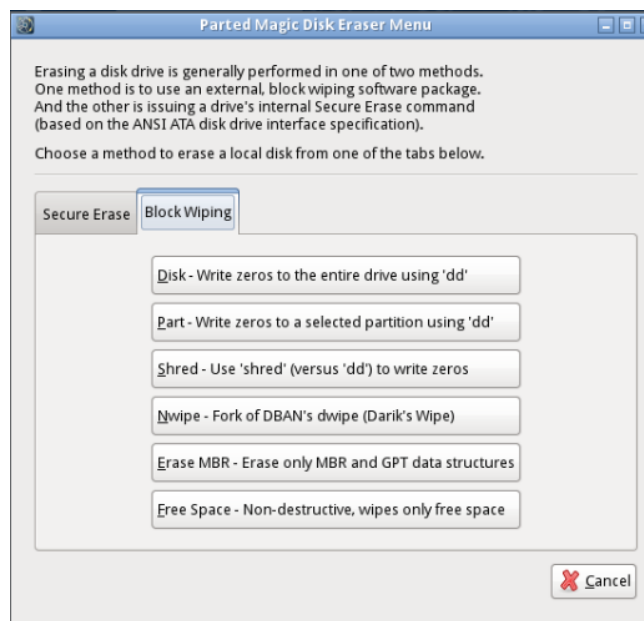 Parted Magic Disk Eraser Menu
Erasing a disk drive is generally performed in one of two methods.
One method is to use an external, block wiping software package.
And the other is issuing a drive's internal Secure Erase command
(based on the ANSI ATA disk drive interface specification).
Choose a method to erase a local disk from one of the tabs below.
Secure Erase
Block Wiping
Disk - Write zeros to the entire drive using 'dd'
Part - Write zeros to a selected partition using 'dd'
Shred - Use 'shred' (versus 'dd') to write zeros
Nwipe - Fork of DBAN's dwipe (Darik's Wipe)
Erase MBR - Erase only MBR and GPT data structures
Free Space - Non-destructive, wipes only free space
Cancel